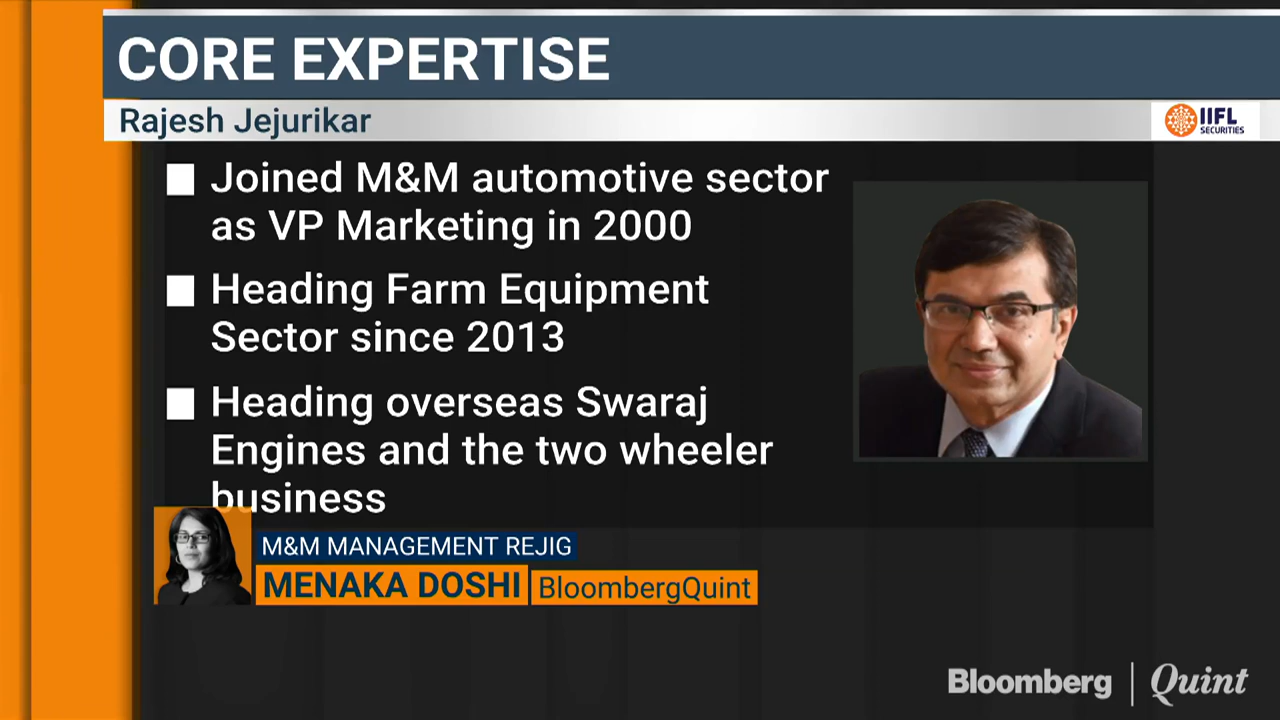 CORE EXPERTISE
Rajesh Jejurikar
IIFL
SECURITIES
Joined M&M automotive sector
as VP Marketing in 2000
Heading Farm Equipment
Sector since 2013
Heading overseas Swaraj
Engines and the two wheeler
business
M&M MANAGEMENT REJIG
MENAKA DOSHI BloombergQuint
Bloomberg | Quint